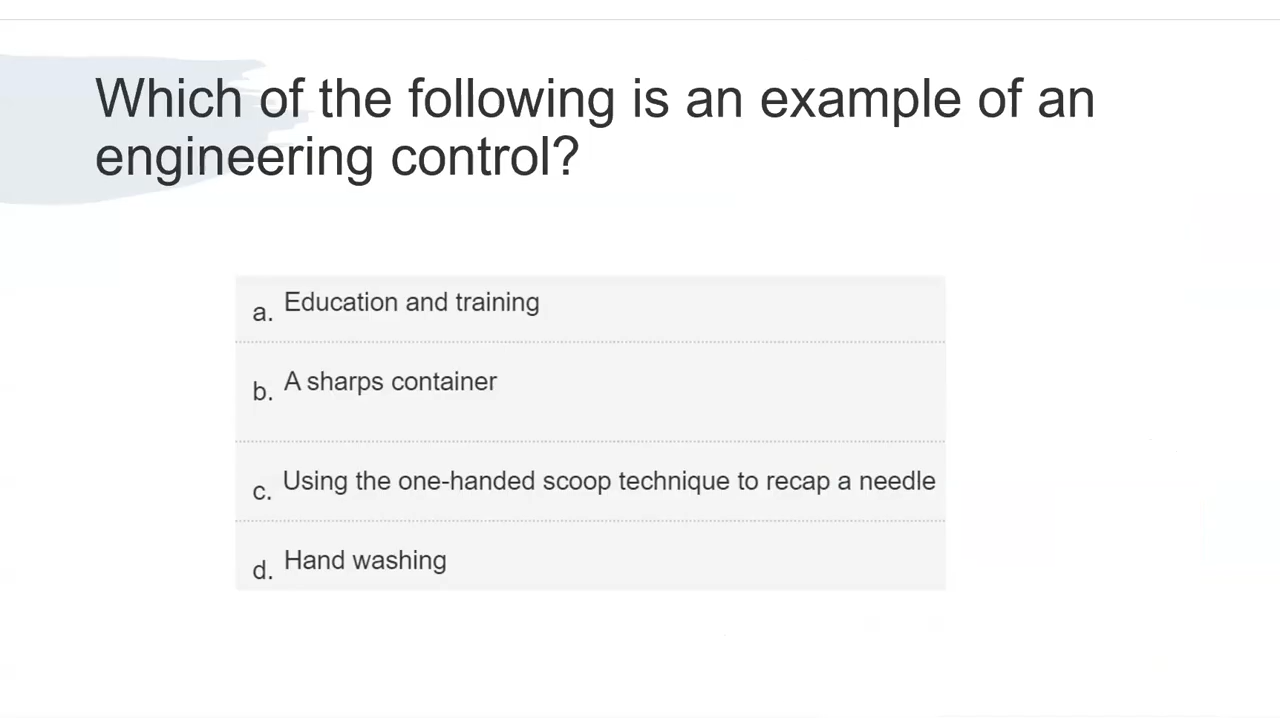 Which of the following is an example of an
engineering control?
a. Education and training
b. A sharps container
c. Using the one-handed scoop technique to recap a needle
d. Hand washing